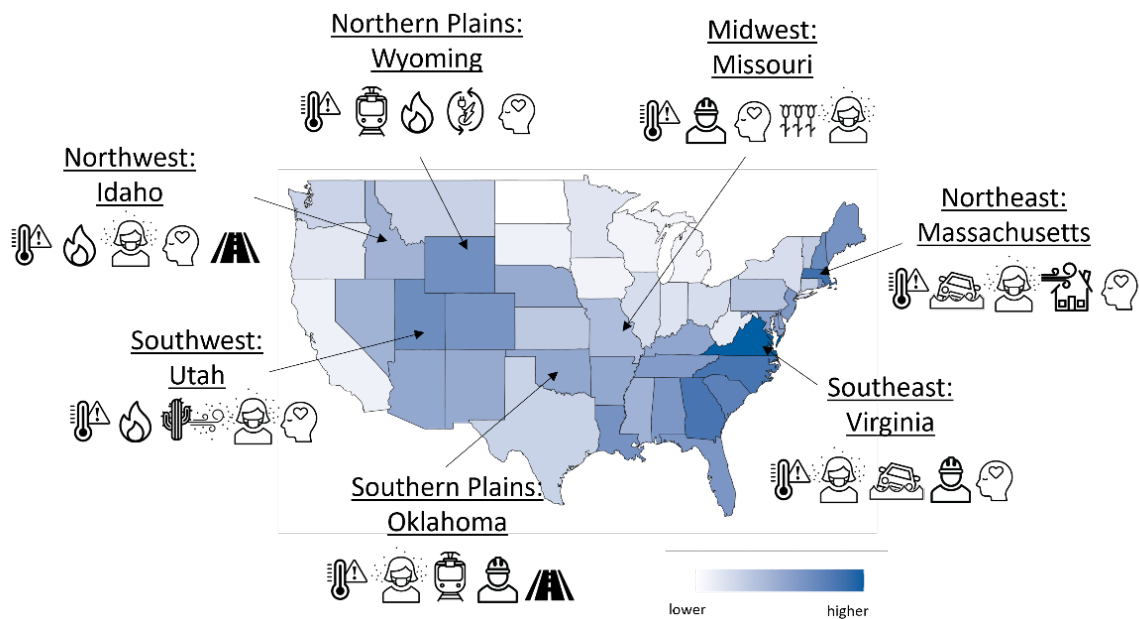 Northern Plains:
Wyoming
Midwest:
Missouri
Northwest:
Idaho
Northeast:
Massachusetts
Southwest:
Utah
Southeast:
Virginia
Southern Plains:
Oklahoma
lower
higher